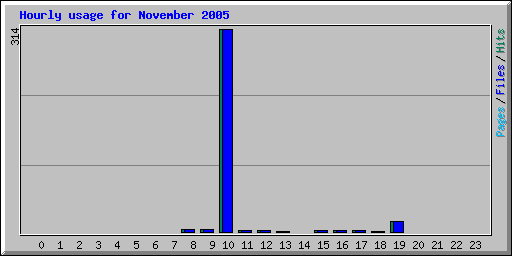 Hourly usage for November 2005
314
0 1 2 3 4 5 6 7 8 9 10 11 12 13 14 15 16 17 18 19 20 21 22 23
Pages/Files/Hits